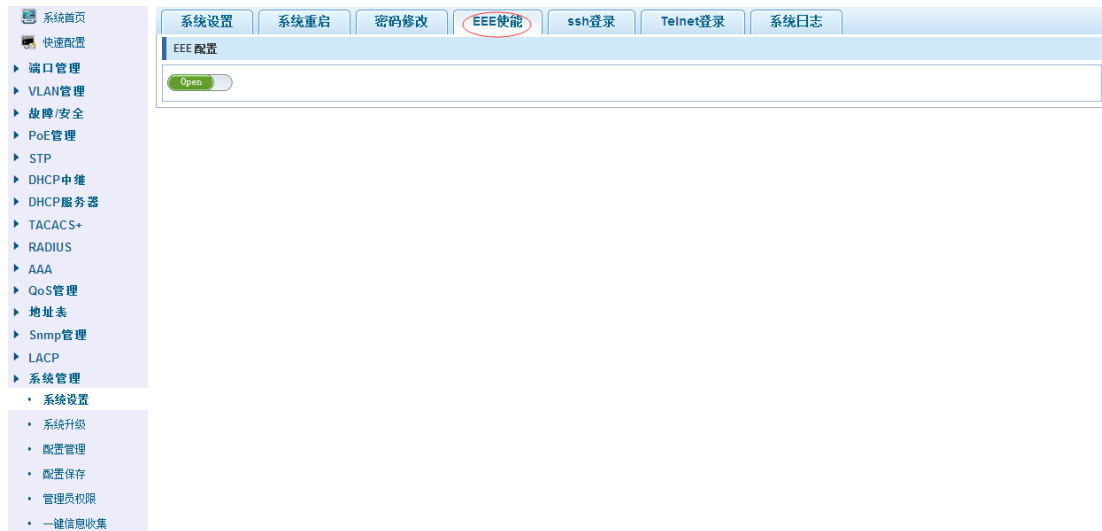 系统首页
快速配置
端口管理
VLAN管理
故障/安全
PoE管理
STP
DHCP中继
DHCP服务器
TACACS+
RADIUS
AAA
QoS管理
地址表
Snmp管理
LACP
系统管理
系统设置
系统升级
配置管理
配置保存
管理员权限
一键信息收集
系统设置 系统重启 密码修改 EEE使能 ssh登录 Telnet登录 系统日志
EEE 配置
Open